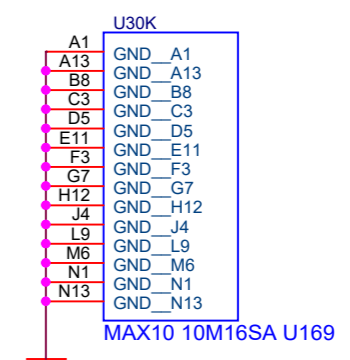 U30K
A1 GND__A1
A13 GND__A13
B8 GND__B8
C3 GND__C3
D5 GND__D5
E11 GND__E11
F3 GND__F3
G7 GND__G7
H12 GND__H12
J4 GND__J4
L9 GND__L9
M6 GND__M6
N1 GND__N1
N13 GND__N13
MAX10 10M16SA U169